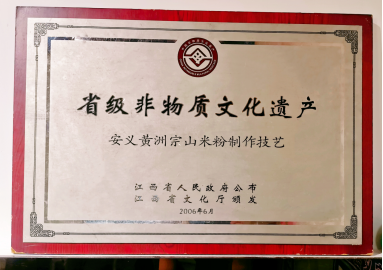 省级非物质文化遗产
安义黄洲宗山米粉制作技艺
江西省人民政府公布
江西省文化厅颁发
2006年6月